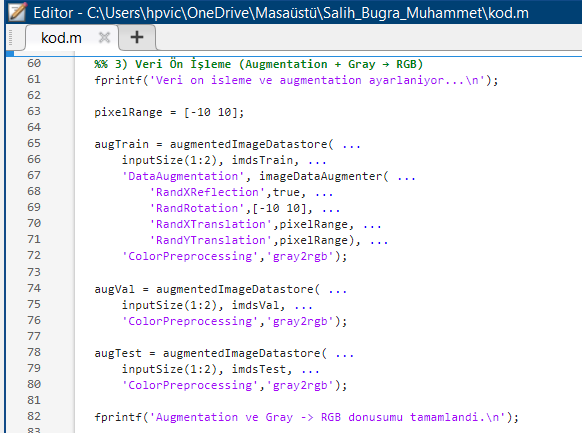 Editor - C:\Users\hpvic\OneDrive\Masaüstü\Salih_Bugra_Muhammet\kod.m
kod.m
60 %% 3) Veri Ön İşleme (Augmentation + Gray → RGB)
61 fprintf('Veri on isleme ve augmentation ayarlaniyor...\n');
62
63 pixelRange = [-10 10];
64
65 augTrain = augmentedImageDatastore( ...
66 inputSize(1:2), imdsTrain, ...
67 'DataAugmentation', imageDataAugmenter( ...
68 'RandXReflection',true, ...
69 'RandRotation',[-10 10], ...
70 'RandXTranslation',pixelRange, ...
71 'RandYTranslation',pixelRange), ...
72 'ColorPreprocessing','gray2rgb');
73
74 augVal = augmentedImageDatastore( ...
75 inputSize(1:2), imdsVal, ...
76 'ColorPreprocessing','gray2rgb');
77
78 augTest = augmentedImageDatastore( ...
79 inputSize(1:2), imdsTest, ...
80 'ColorPreprocessing','gray2rgb');
81
82 fprintf('Augmentation ve Gray -> RGB donusumu tamamlandi.\n');
83